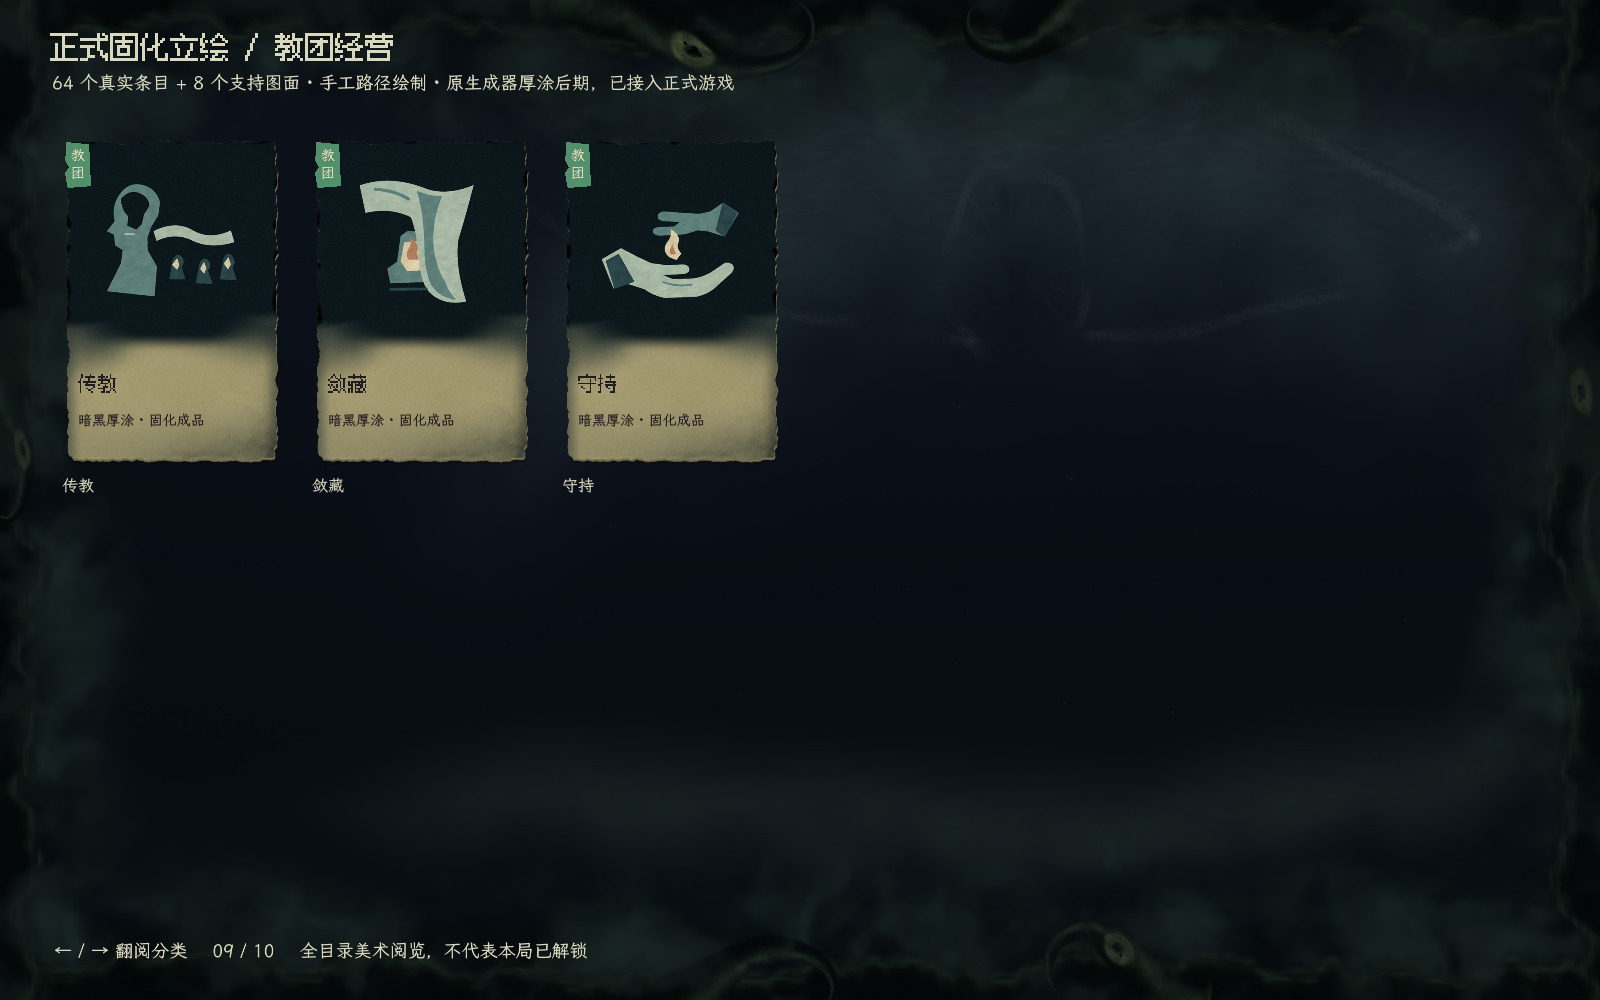 正式固化立绘 / 教团经营
64 个真实条目 + 8 个支持图面・手工路径绘制・原生成器厚涂后期，已接入正式游戏
教团
教团
教团
传教
敛藏
守持
暗黑厚涂・固化成品
暗黑厚涂・固化成品
暗黑厚涂・固化成品
传教
敛藏
守持
← / → 翻阅分类 09 / 10 全目录美术阅览，不代表本局已解锁